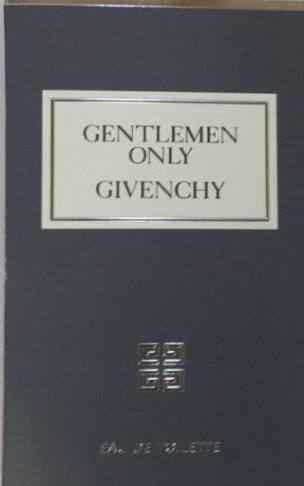 GENTLEMEN
ONLY
GIVENCHY
EAU DE TOILETTE